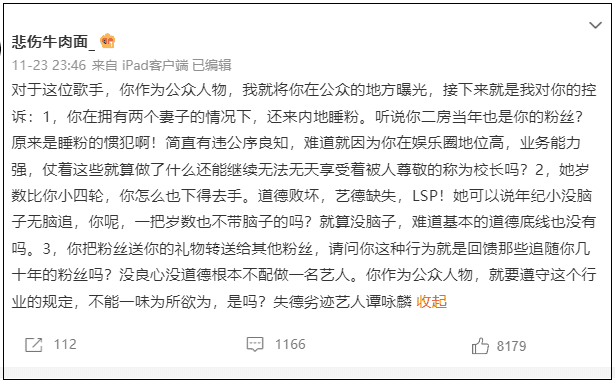 悲伤牛肉面_
11-23 23:46 来自 iPad客户端 已编辑
对于这位歌手，你作为公众人物，我就将你在公众的地方曝光，接下来就是我对你的控
诉：1，你在拥有两个妻子的情况下，还来内地睡粉。听说你二房当年也是你的粉丝？
原来是睡粉的惯犯啊！简直有违公序良知，难道就因为你在娱乐圈地位高，业务能力
强，仗着这些就算做了什么还能继续无法无天享受着被人尊敬的称为校长吗？2，她岁
数比你小四轮，你怎么也下得去手。道德败坏，艺德缺失，LSP！她可以说年纪小没脑
子无脑追，你呢，一把岁数也不带脑子的吗？就算没脑子，难道基本的道德底线也没有
吗。3，你把粉丝送你的礼物转送给其他粉丝，请问你这种行为就是回馈那些追随你几
十年的粉丝吗？没良心没道德根本不配做一名艺人。你作为公众人物，就要遵守这个行
业的规定，不能一味为所欲为，是吗？失德劣迹艺人谭咏麟 收起
112
1166
8179